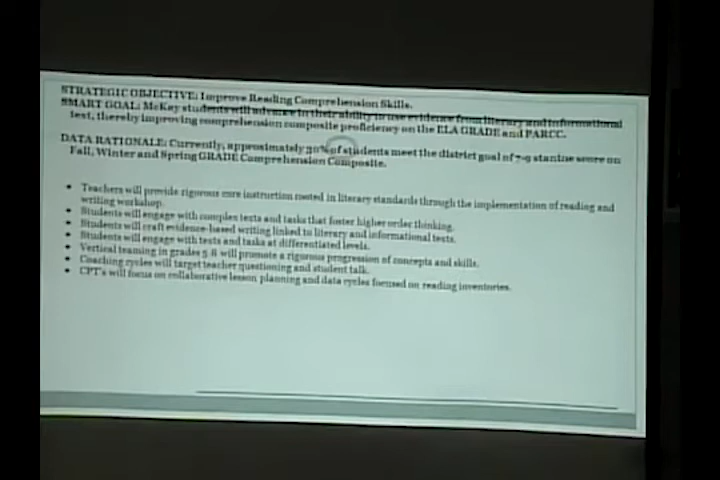 STRATEGIC OBJECTIVE: Improve Reading Comprehension Skills.
SMART GOAL: McKay students will advance in their ability to use evidence from literary and informational
text, thereby improving comprehension composite proficiency on the ELA GRADE and PARCC.
DATA RATIONALE: Currently, approximately 30% of students meet the district goal of 7-9 stanine score on
Fall, Winter and Spring GRADE Comprehension Composite.
• Teachers will provide rigorous core instruction rooted in literary standards through the implementation of reading and
writing workshop.
• Students will engage with complex texts and tasks that foster higher order thinking.
• Students will craft evidence-based writing linked to literary and informational texts.
• Students will engage with texts and tasks at differentiated levels.
• Vertical teaming in grades 5-8 will promote a rigorous progression of concepts and skills.
• Coaching cycles will target teacher questioning and student talk.
• CPT's will focus on collaborative lesson planning and data cycles focused on reading inventories.